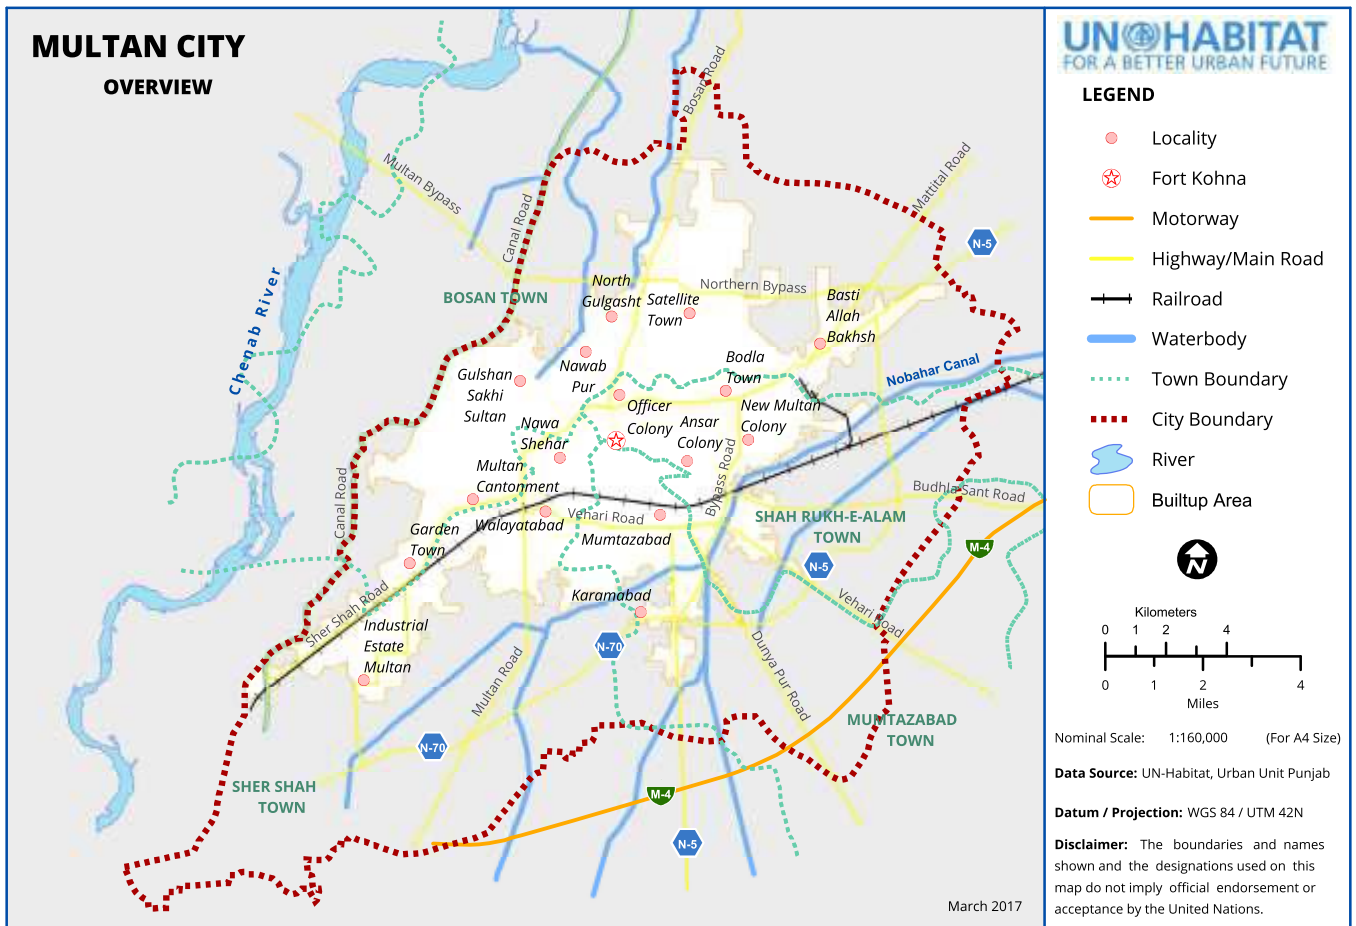 MULTAN CITY
OVERVIEW
Bosan Road
Multan Bypass
Mattital Road
Canal Road
N-5
Chenab River
BOSAN TOWN
North
Gulgasht
Satellite
Town
Northern Bypass
Basti
Allah
Bakhsh
Nawab
Pur
Bodla
Town
Nobahar Canal
Gulshan
Sakhi
Sultan
Officer
Colony
New Multan
Colony
Nawa
Shehar
Ansar
Colony
Multan
Cantonment
Bypass Road
Budhla Sant Road
Canal Road
Walayatabad
Vehari Road
Mumtazabad
SHAH RUKH-E-ALAM
TOWN
Garden
Town
M-4
N-5
Karamabad
Vehari Road
Sher Shah Road
Industrial
Estate
Multan
N-70
Multan Road
Dunya Pur Road
MUMTAZABAD
TOWN
N-70
SHER SHAH
TOWN
M-4
N-5
March 2017
UN HABITAT
FOR A BETTER URBAN FUTURE
LEGEND
Locality
Fort Kohna
Motorway
Highway/Main Road
Railroad
Waterbody
Town Boundary
City Boundary
River
Builtup Area
N
Kilometers
0 1 2 4
0 1 2 4
Miles
Nominal Scale: 1:160,000 (For A4 Size)
Data Source: UN-Habitat, Urban Unit Punjab
Datum / Projection: WGS 84 / UTM 42N
Disclaimer: The boundaries and names
shown and the designations used on this
map do not imply official endorsement or
acceptance by the United Nations.